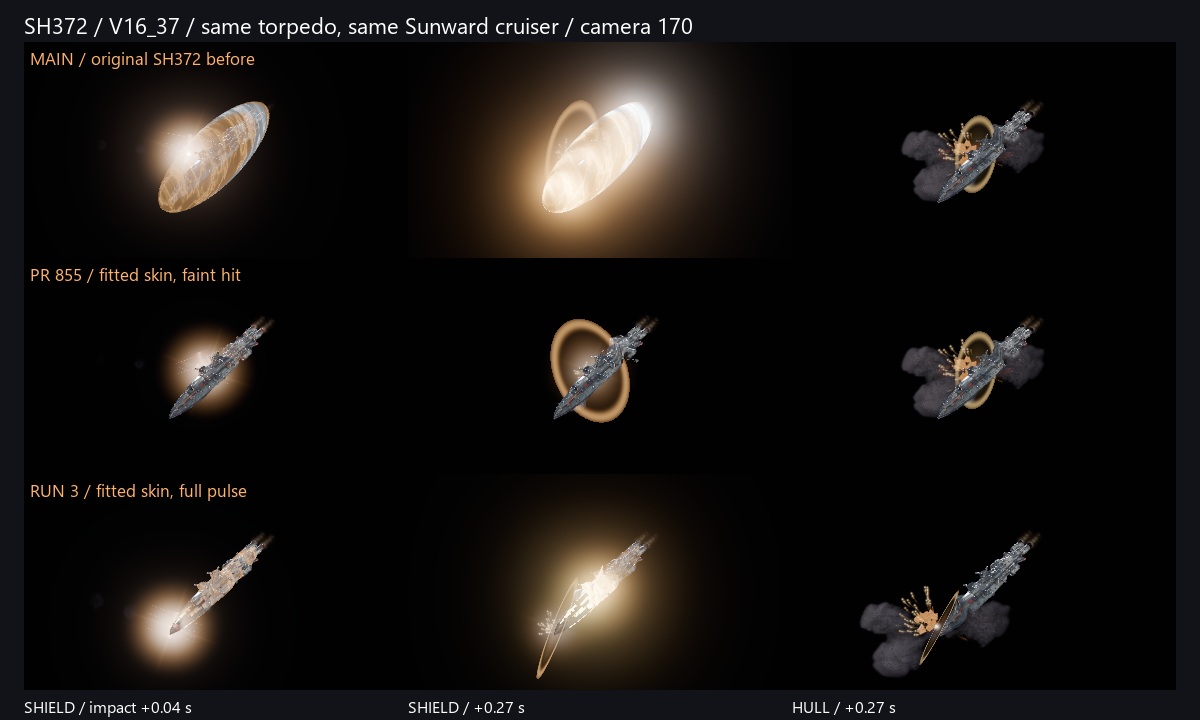 SH372 / V16_37 / same torpedo, same Sunward cruiser / camera 170
MAIN / original SH372 before
PR 855 / fitted skin, faint hit
RUN 3 / fitted skin, full pulse
SHIELD / impact +0.04 s
SHIELD / +0.27 s
HULL / +0.27 s